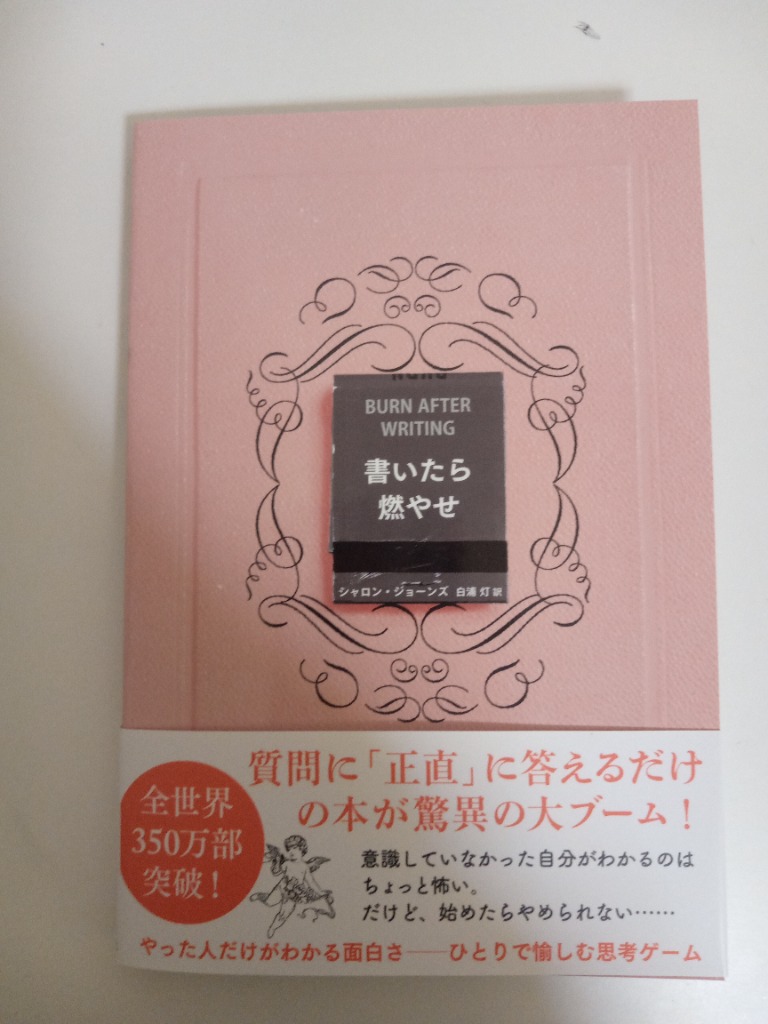 BURN AFTER
WRITING
書いたら
燃やせ
シャロン・ジョーンズ 白浦 灯 訳
質問に「正直」に答えるだけ
の本が驚異の大ブーム!
全世界
350万部
突破!
意識していなかった自分がわかるのは
ちょっと怖い。
だけど、始めたらやめられない……
やった人だけがわかる面白さ──ひとりで愉しむ思考ゲーム